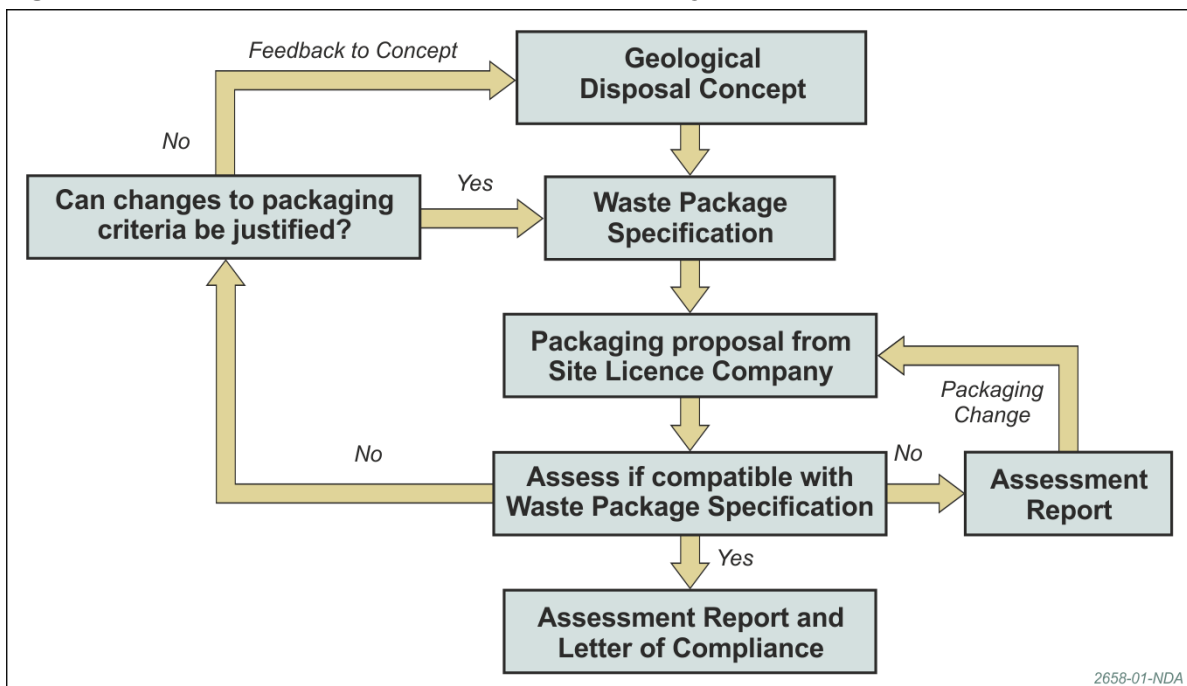 Feedback to Concept
Geological
Disposal Concept
No
Can changes to packaging
criteria be justified?
Yes
Waste Package
Specification
Packaging proposal from
Site Licence Company
Packaging
Change
No
Assess if compatible with
Waste Package Specification
No
Assessment
Report
Yes
Assessment Report and
Letter of Compliance
2658-01-NDA